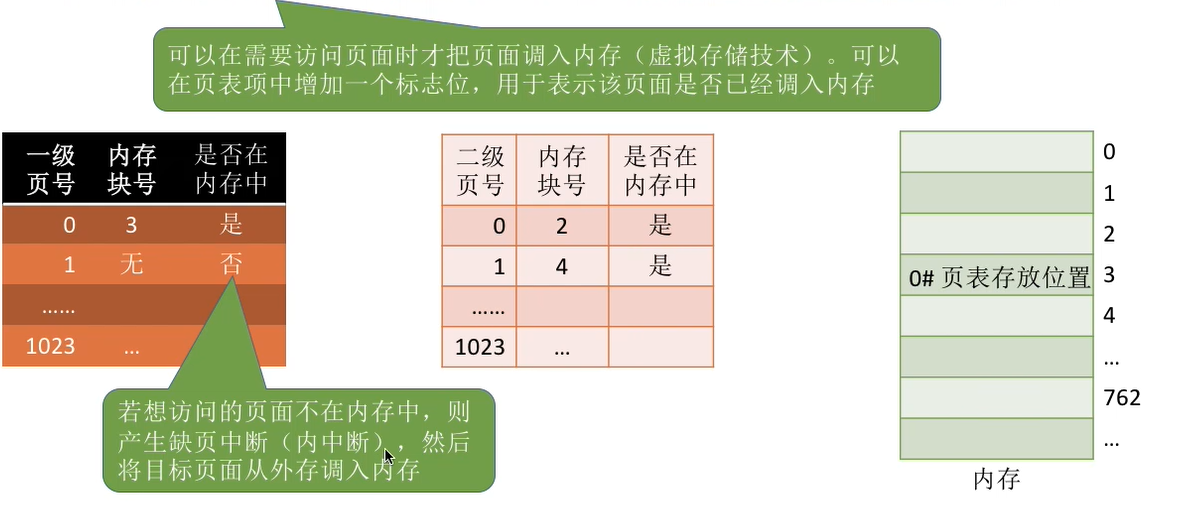 可以在需要访问页面时才把页面调入内存（虚拟存储技术）。可以
在页表项中增加一个标志位，用于表示该页面是否已经调入内存
一级
页号
内存
块号
是否在
内存中
0 3 是
1 无 否
……
1023 …
二级
页号
内存
块号
是否在
内存中
0 2 是
1 4 是
……
1023 …
0
1
2
0# 页表存放位置 3
4
…
762
…
内存
若想访问的页面不在内存中，则
产生缺页中断（内中断），然后
将目标页面从外存调入内存